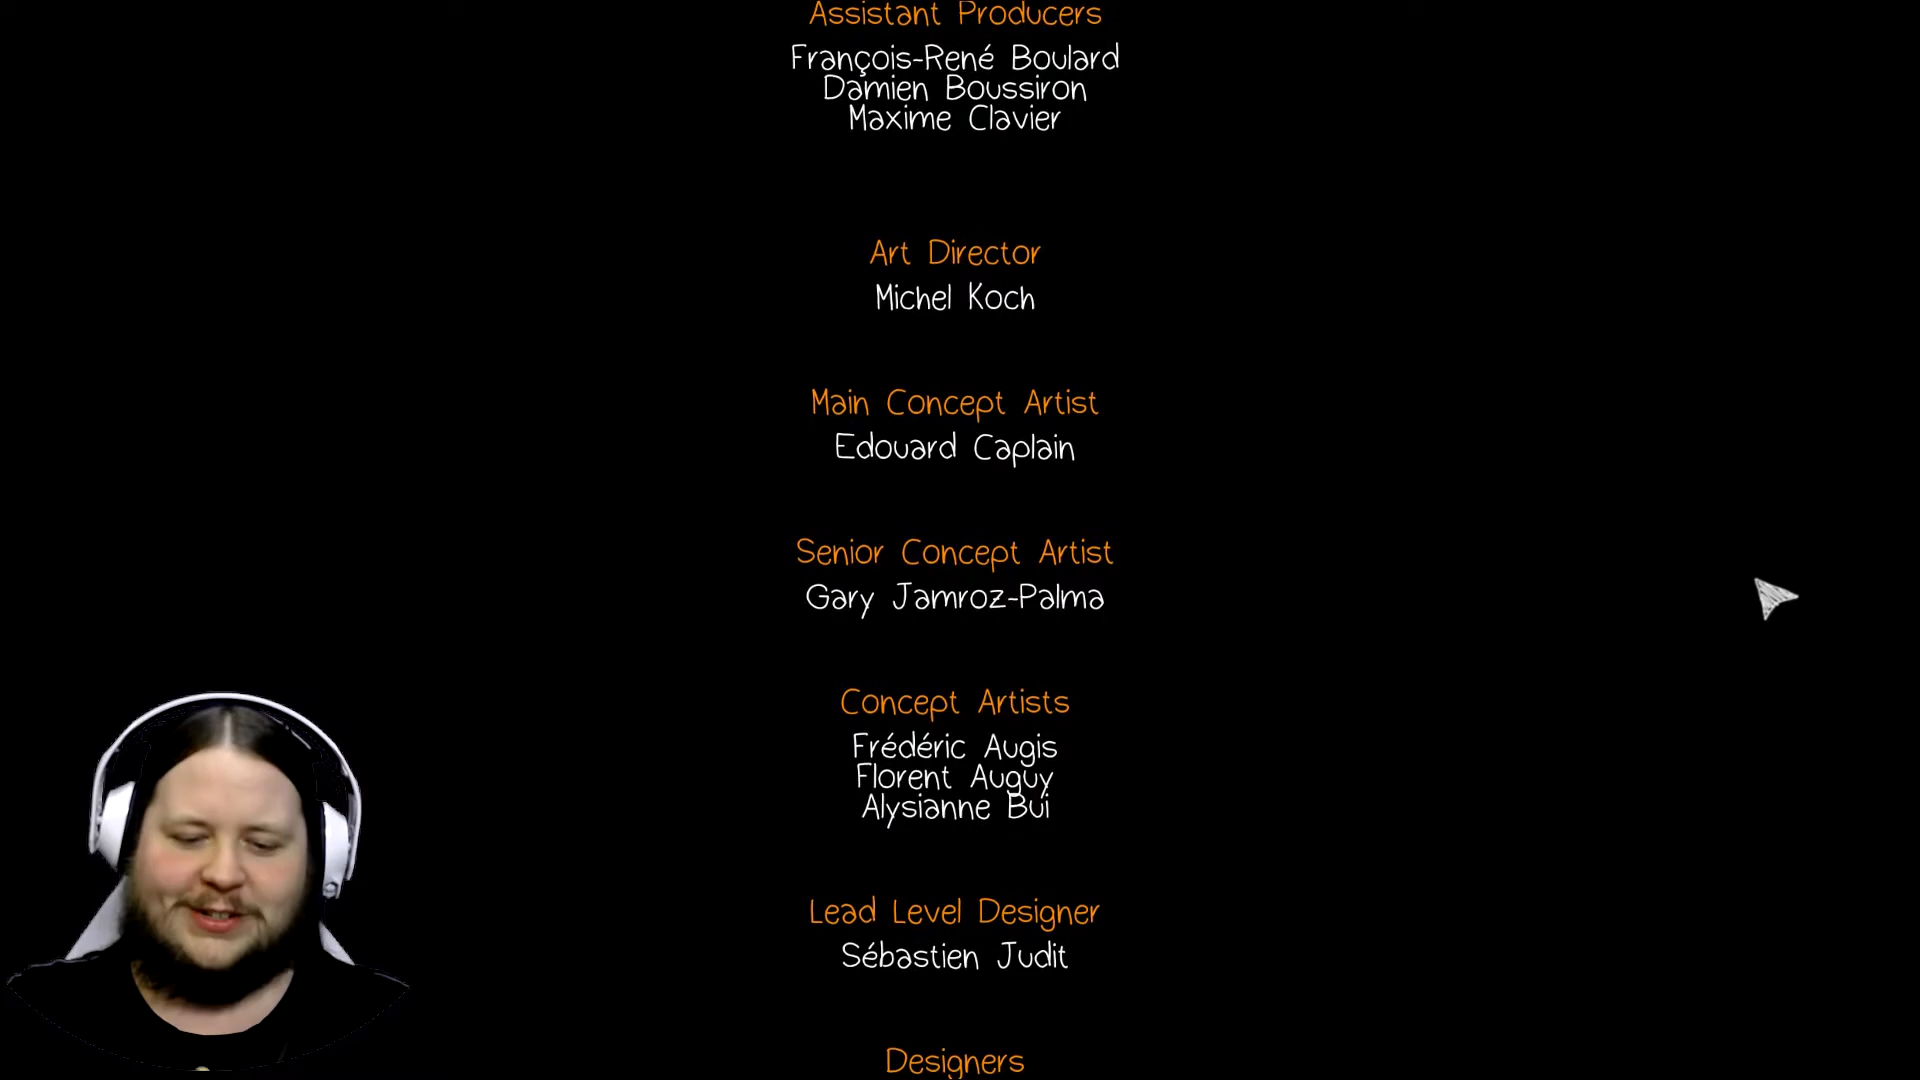 Assistant Producers
François-René Boulard
Damien Boussiron
Maxime Clavier
Art Director
Michel Koch
Main Concept Artist
Edouard Caplain
Senior Concept Artist
Gary Jamroz-Palma
Concept Artists
Frédéric Augis
Florent Auguy
Alysianne Bui
Lead Level Designer
Sébastien Judit
Designers